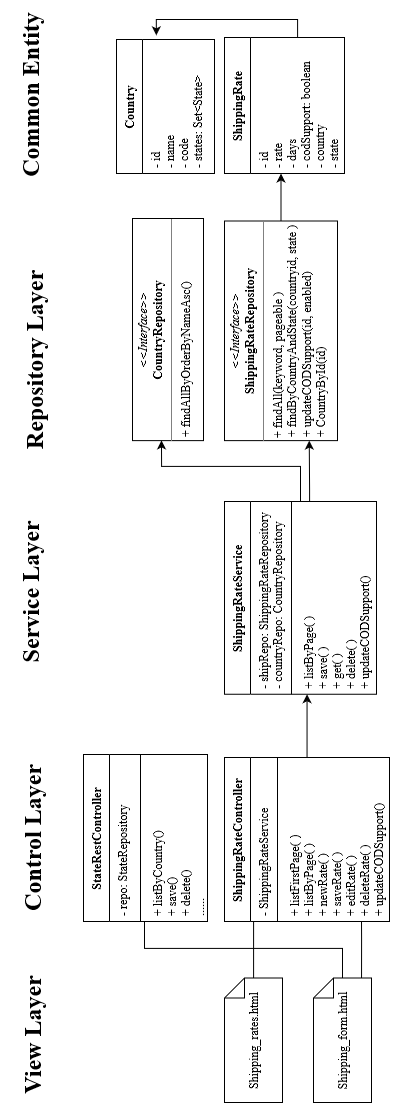 View Layer
Control Layer
Service Layer
Repository Layer
Common Entity
StateRestController
- repo: StateRepository
+ listByCountry()
+ save()
+ delete()
......
<<Interface>>
CountryRepository
+ findAllByOrderByNameAsc()
Country
- id
- name
- code
- states: Set<State>
Shipping_rates.html
Shipping_form.html
ShippingRateController
- ShippingRateService
+ listFirstPage( )
+ listByPage( )
+ newRate( )
+ saveRate( )
+ editRate( )
+ deleteRate( )
+ updateCODSupport()
ShippingRateService
- shipRepo: ShippingRateRepository
- countryRepo: CountryRepository
+ listByPage( )
+ save( )
+ get( )
+ delete( )
+ updateCODSupport()
<<Interface>>
ShippingRateRepository
+ findAll(keyword, pageable )
+ findByCountryAndState(countryid, state )
+ updateCODSupport(id, enabled)
+ CountryById(id)
ShippingRate
- id
- rate
- days
- codSupport: boolean
- country
- state